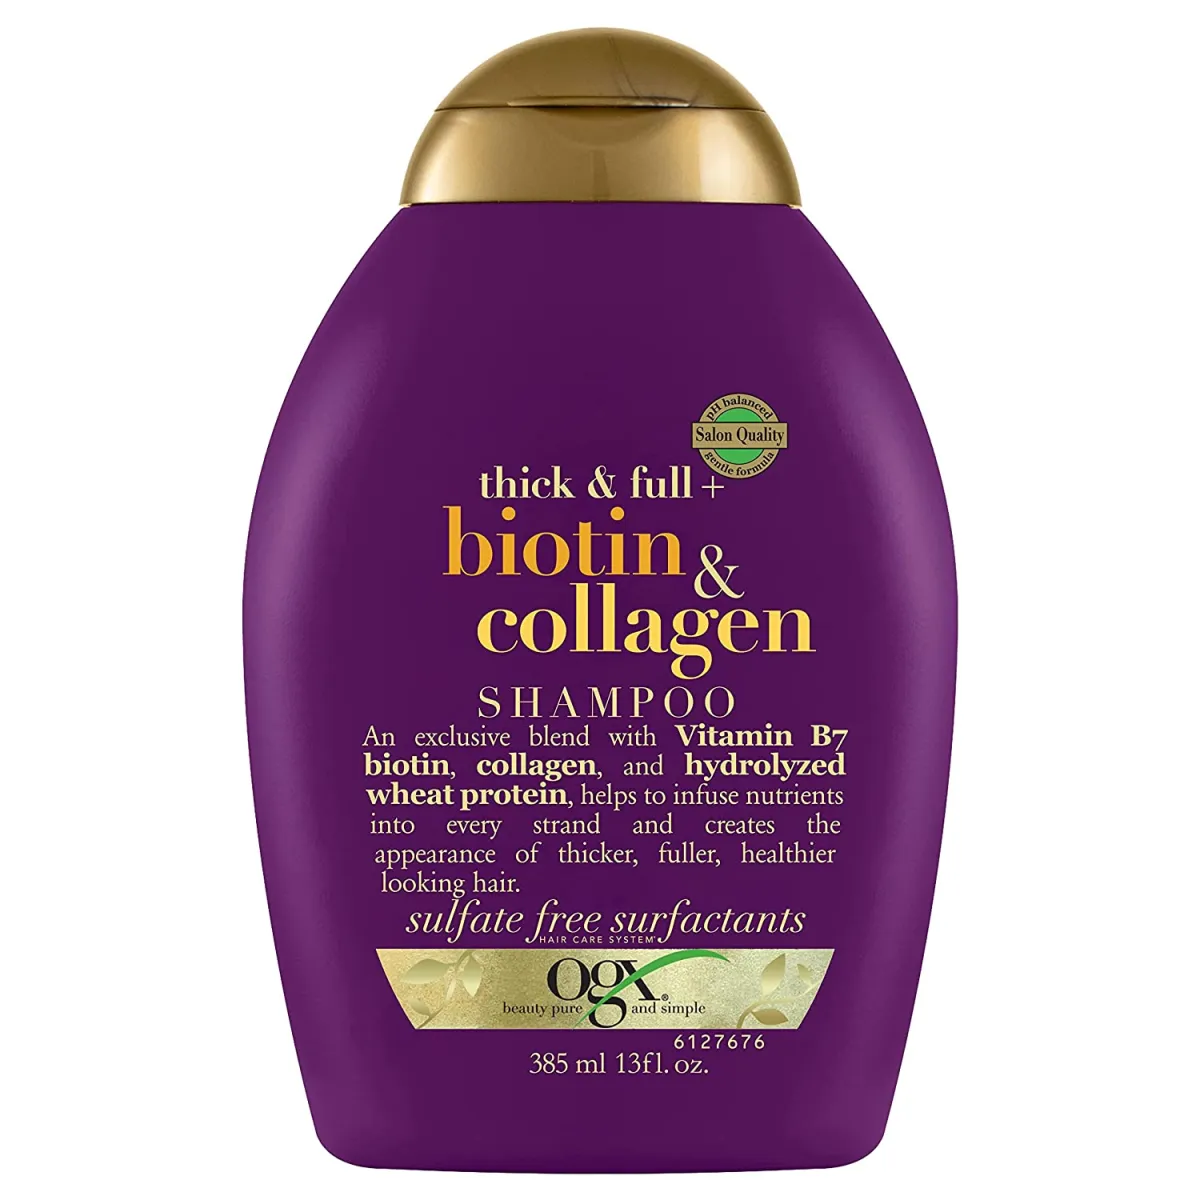 pH balanced
Salon Quality
gentle formula
thick & full +
biotin
&
collagen
SHAMPOO
An exclusive blend with Vitamin B7
biotin, collagen, and hydrolyzed
wheat protein, helps to infuse nutrients
into every strand and creates the
appearance of thicker, fuller, healthier
looking hair.
sulfate free surfactants
HAIR CARE SYSTEM
ogx®
beauty pure and simple
6127676
385 ml 13fl. oz.